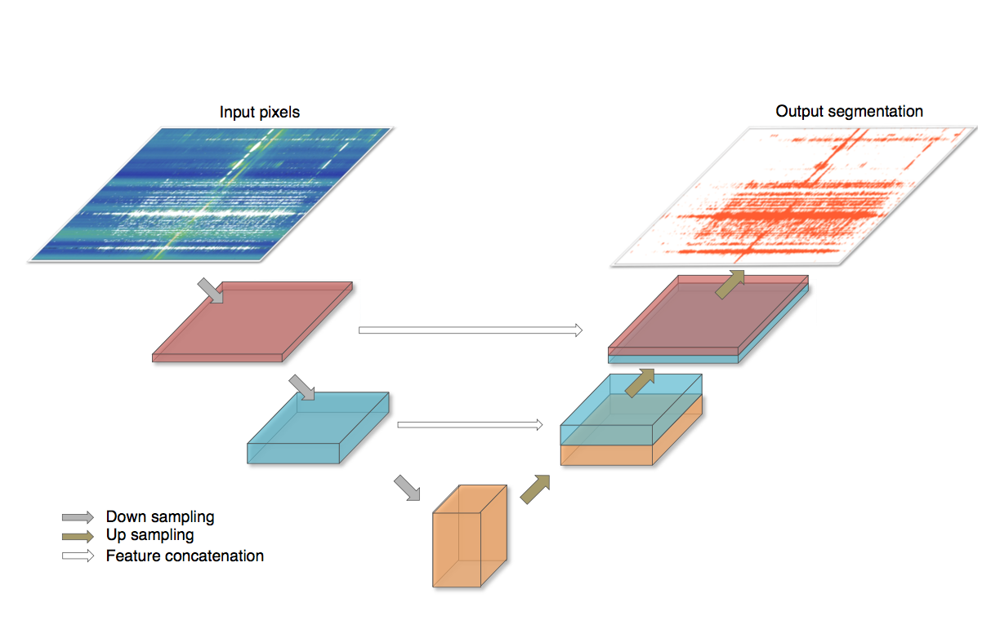 Input pixels
Output segmentation
Down sampling
Up sampling
Feature concatenation